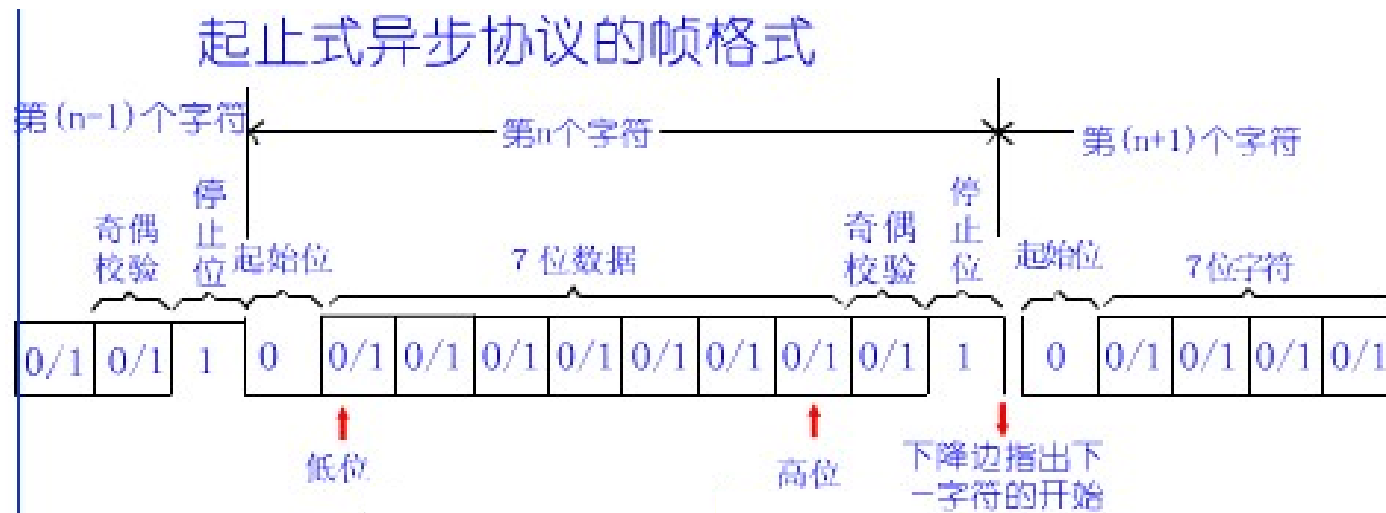 起止式异步协议的帧格式
第(n-1)个字符
第n个字符
第(n+1)个字符
奇偶
校验
停
止
位
起始位
7位数据
奇偶
校验
停
止
位
起始位
7位字符
0/1 0/1 1 0 0/1 0/1 0/1 0/1 0/1 0/1 0/1 0/1 1 0 0/1 0/1 0/1 0/1
低位
高位
下降边指出下
一字符的开始